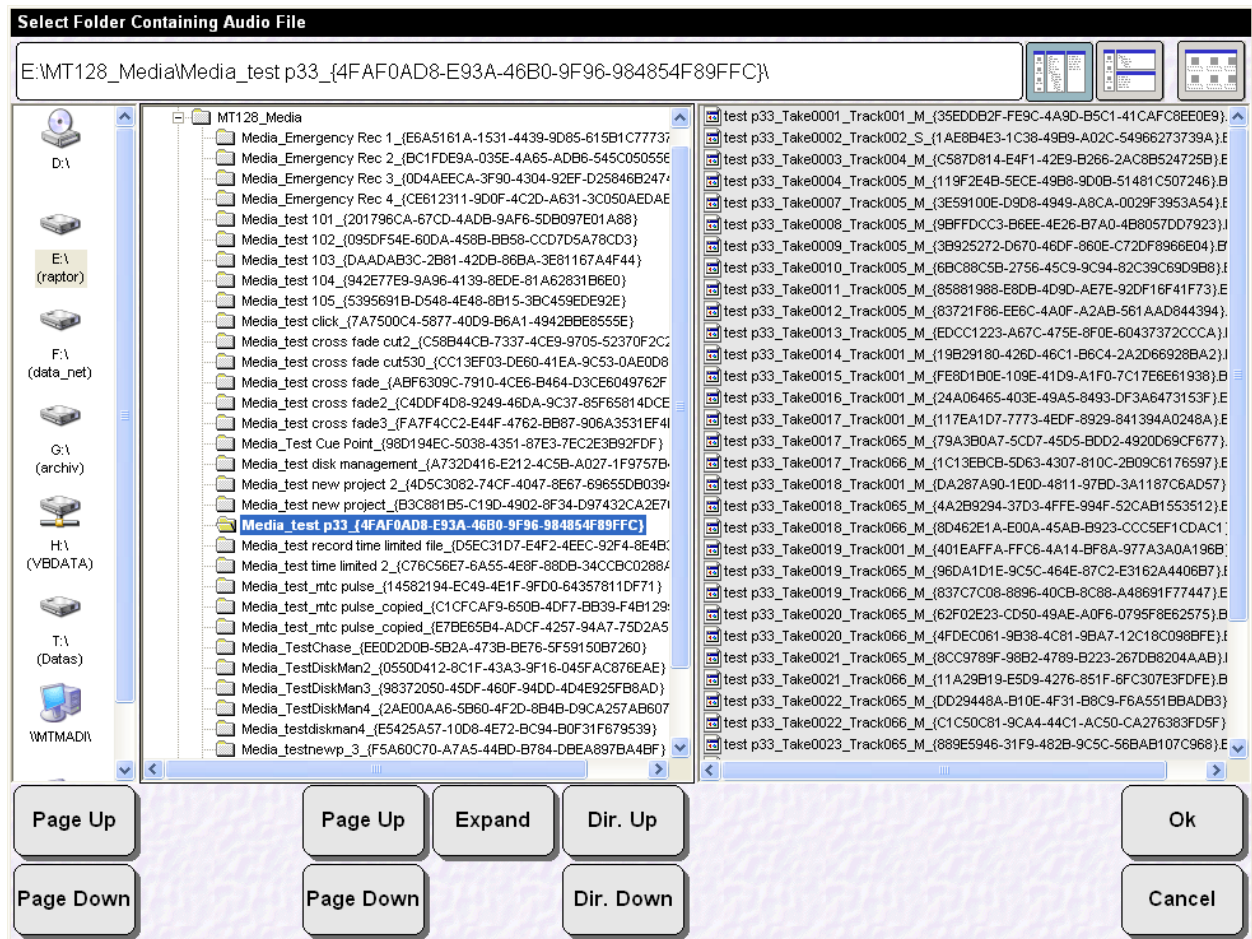 Select Folder Containing Audio File
E:\MT128_Media\Media_test p33_{4FAF0AD8-E93A-46B0-9F96-984854F89FFC}\
D:\
E:\
(raptor)
F:\
(data_net)
G:\
(archiv)
H:\
(VBDATA)
T:\
(Datas)
\\MTMADI\
MT128_Media
Media_Emergency Rec 1_{E6A5161A-1531-4439-9D85-615B1C77737
Media_Emergency Rec 2_{BC1FDE9A-035E-4A65-ADB6-545C05055E
Media_Emergency Rec 3_{0D4AEECA-3F90-4304-92EF-D25846B2474
Media_Emergency Rec 4_{CE612311-9D0F-4C2D-A631-3C050AEDAE
Media_test 101_{201796CA-67CD-4ADB-9AF6-5DB097E01A88}
Media_test 102_{095DF54E-60DA-458B-BB58-CCD7D5A78CD3}
Media_test 103_{DAADAB3C-2B81-42DB-86BA-3E81167A4F44}
Media_test 104_{942E77E9-9A96-4139-8EDE-81A62831B6E0}
Media_test 105_{5395691B-D548-4E48-8B15-3BC459EDE92E}
Media_test click_{7A7500C4-5877-40D9-B6A1-4942BBE8555E}
Media_test cross fade cut2_{C58B44CB-7337-4CE9-9705-52370F2C2
Media_test cross fade cut530_{CC13EF03-DE60-41EA-9C53-0AE0D8
Media_test cross fade_{ABF6309C-7910-4CE6-B464-D3CE6049762F
Media_test cross fade2_{C4DDF4D8-9249-46DA-9C37-85F65814DCE
Media_test cross fade3_{FA7F4CC2-E44F-4762-BB87-906A3531EF4
Media_Test Cue Point_{98D194EC-5038-4351-87E3-7EC2E3B92FDF}
Media_test disk management_{A732D416-E212-4C5B-A027-1F9757B
Media_test new project 2_{4D5C3082-74CF-4047-8E67-69655DB039
Media_test new project_{B3C881B5-C19D-4902-8F34-D97432CA2E7
Media_test p33_{4FAF0AD8-E93A-46B0-9F96-984854F89FFC}
Media_test record time limited file_{D5EC31D7-E4F2-4EEC-92F4-8E4B
Media_test time limited 2_{C76C56E7-6A55-4E8F-88DB-34CCBC0288
Media_test_mtc pulse_{14582194-EC49-4E1F-9FD0-64357811DF71}
Media_test_mtc pulse_copied_{C1CFCAF9-650B-4DF7-BB39-F4B129
Media_test_mtc pulse_copied_{E7BE65B4-ADCF-4257-94A7-75D2A5
Media_TestChase_{EE0D2D0B-5B2A-473B-BE76-5F59150B7260}
Media_TestDiskMan2_{0550D412-8C1F-43A3-9F16-045FAC876EAE}
Media_TestDiskMan3_{98372050-45DF-460F-94DD-4D4E925FB8AD}
Media_TestDiskMan4_{2AE00AA6-5B60-4F2D-8B4B-D9CA257AB607
Media_testdiskman4_{E5425A57-10D8-4E72-BC94-B0F31F679539}
Media_testnewp_3_{F5A60C70-A7A5-44BD-B784-DBEA897BA4BF}
test p33_Take0001_Track001_M_{35EDDB2F-FE9C-4A9D-B5C1-41CAFC8EE0E9}.
test p33_Take0002_Track002_S_{1AE8B4E3-1C38-49B9-A02C-54966273739A}.E
test p33_Take0003_Track004_M_{C587D814-E4F1-42E9-B266-2AC8B524725B}.E
test p33_Take0004_Track005_M_{119F2E4B-5ECE-49B8-9D0B-51481C507246}.B
test p33_Take0007_Track005_M_{3E59100E-D9D8-4949-A8CA-0029F3953A54}.E
test p33_Take0008_Track005_M_{9BFFDCC3-B6EE-4E26-B7A0-4B8057DD7923}.
test p33_Take0009_Track005_M_{3B925272-D670-46DF-860E-C72DF8966E04}.B
test p33_Take0010_Track005_M_{6BC88C5B-2756-45C9-9C94-82C39C69D9B8}.E
test p33_Take0011_Track005_M_{85881988-E8DB-4D9D-AE7E-92DF16F41F73}.E
test p33_Take0012_Track005_M_{83721F86-EE6C-4A0F-A2AB-561AAD844394}.
test p33_Take0013_Track005_M_{EDCC1223-A67C-475E-8F0E-60437372CCCA}.
test p33_Take0014_Track001_M_{19B29180-426D-46C1-B6C4-2A2D66928BA2}.
test p33_Take0015_Track001_M_{FE8D1B0E-109E-41D9-A1F0-7C17E6E61938}.B
test p33_Take0016_Track001_M_{24A06465-403E-49A5-8493-DF3A6473153F}.E
test p33_Take0017_Track001_M_{117EA1D7-7773-4EDF-8929-841394A0248A}.E
test p33_Take0017_Track065_M_{79A3B0A7-5CD7-45D5-BDD2-4920D69CF677}.
test p33_Take0017_Track066_M_{1C13EBCB-5D63-4307-810C-2B09C6176597}.E
test p33_Take0018_Track001_M_{DA287A90-1E0D-4811-97BD-3A1187C6AD57}
test p33_Take0018_Track065_M_{4A2B9294-37D3-4FFE-994F-52CAB1553512}.E
test p33_Take0018_Track066_M_{8D462E1A-E00A-45AB-B923-CCC5EF1CDAC1
test p33_Take0019_Track001_M_{401EAFFA-FFC6-4A14-BF8A-977A3A0A196B
test p33_Take0019_Track065_M_{96DA1D1E-9C5C-464E-87C2-E3162A4406B7}.E
test p33_Take0019_Track066_M_{837C7C08-8896-40CB-8C88-A48691F77447}.E
test p33_Take0020_Track065_M_{62F02E23-CD50-49AE-A0F6-0795F8E62575}.B
test p33_Take0020_Track066_M_{4FDEC061-9B38-4C81-9BA7-12C18C098BFE}.E
test p33_Take0021_Track065_M_{8CC9789F-98B2-4789-B223-267DB8204AAB}.
test p33_Take0021_Track066_M_{11A29B19-E5D9-4276-851F-6FC307E3FDFE}.B
test p33_Take0022_Track065_M_{DD29448A-B10E-4F31-B8C9-F6A551BBADB3}
test p33_Take0022_Track066_M_{C1C50C81-9CA4-44C1-AC50-CA276383FD5F}
test p33_Take0023_Track065_M_{889E5946-31F9-482B-9C5C-56BAB107C968}.E
Page Up
Page Up
Expand
Dir. Up
Ok
Page Down
Page Down
Dir. Down
Cancel